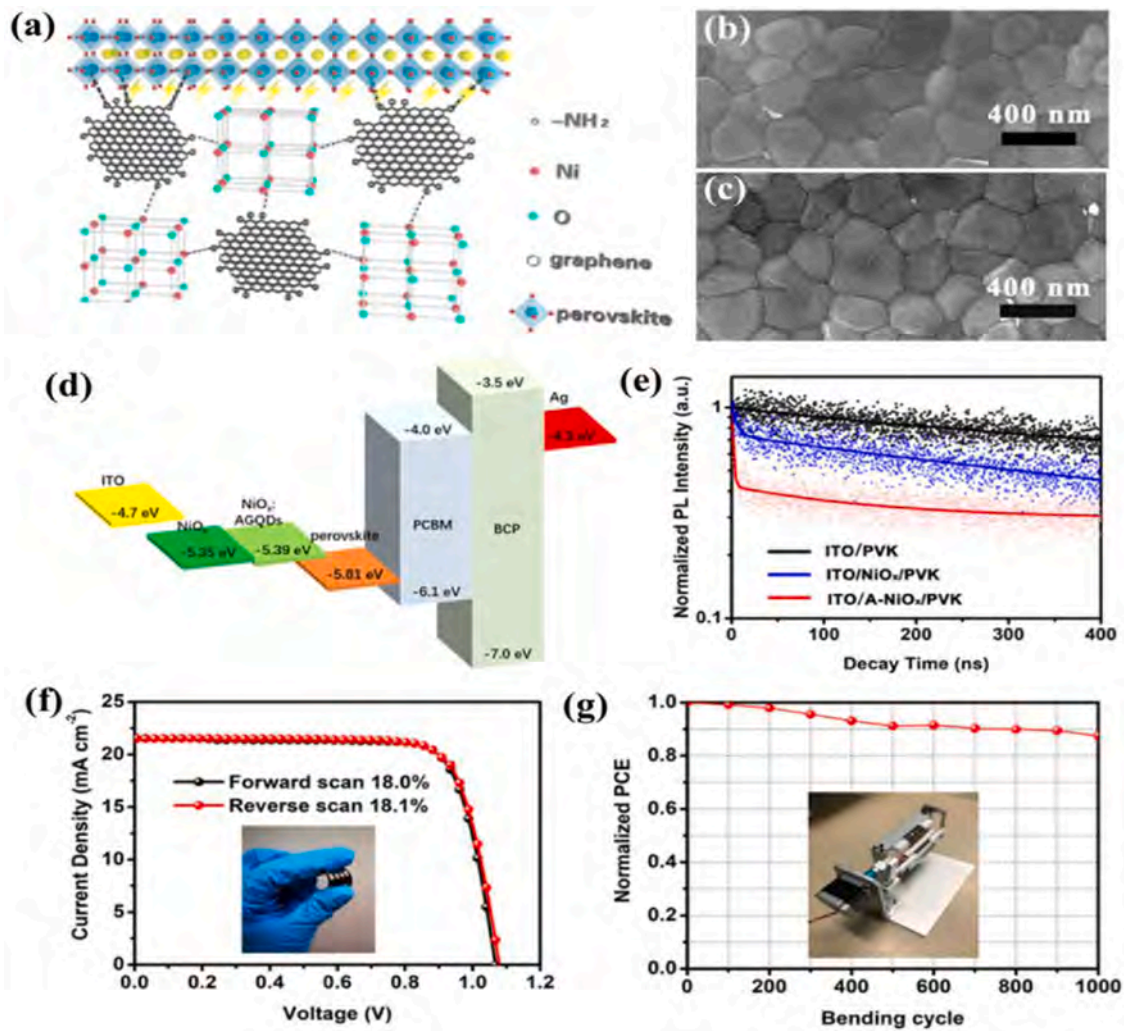 (a)
–NH₂
Ni
O
graphene
perovskite
(b)
400 nm
(c)
400 nm
(d)
ITO
-4.7 eV
NiOₓ
-5.35 eV
NiOₓ:
AGQDs
-5.39 eV
perovskite
-5.81 eV
-4.0 eV
PCBM
-6.1 eV
-3.5 eV
BCP
-7.0 eV
Ag
(e)
Normalized PL Intensity (a.u.)
1
0.1
ITO/PVK
ITO/NiOₓ/PVK
ITO/A-NiOₓ/PVK
0 100 200 300 400
Decay Time (ns)
(f)
Current Density (mA cm⁻²)
25
20
15
10
5
0
Forward scan 18.0%
Reverse scan 18.1%
0.0 0.2 0.4 0.6 0.8 1.0 1.2
Voltage (V)
(g)
Normalized PCE
1.0
0.8
0.6
0.4
0.2
0.0
0 200 400 600 800 1000
Bending cycle